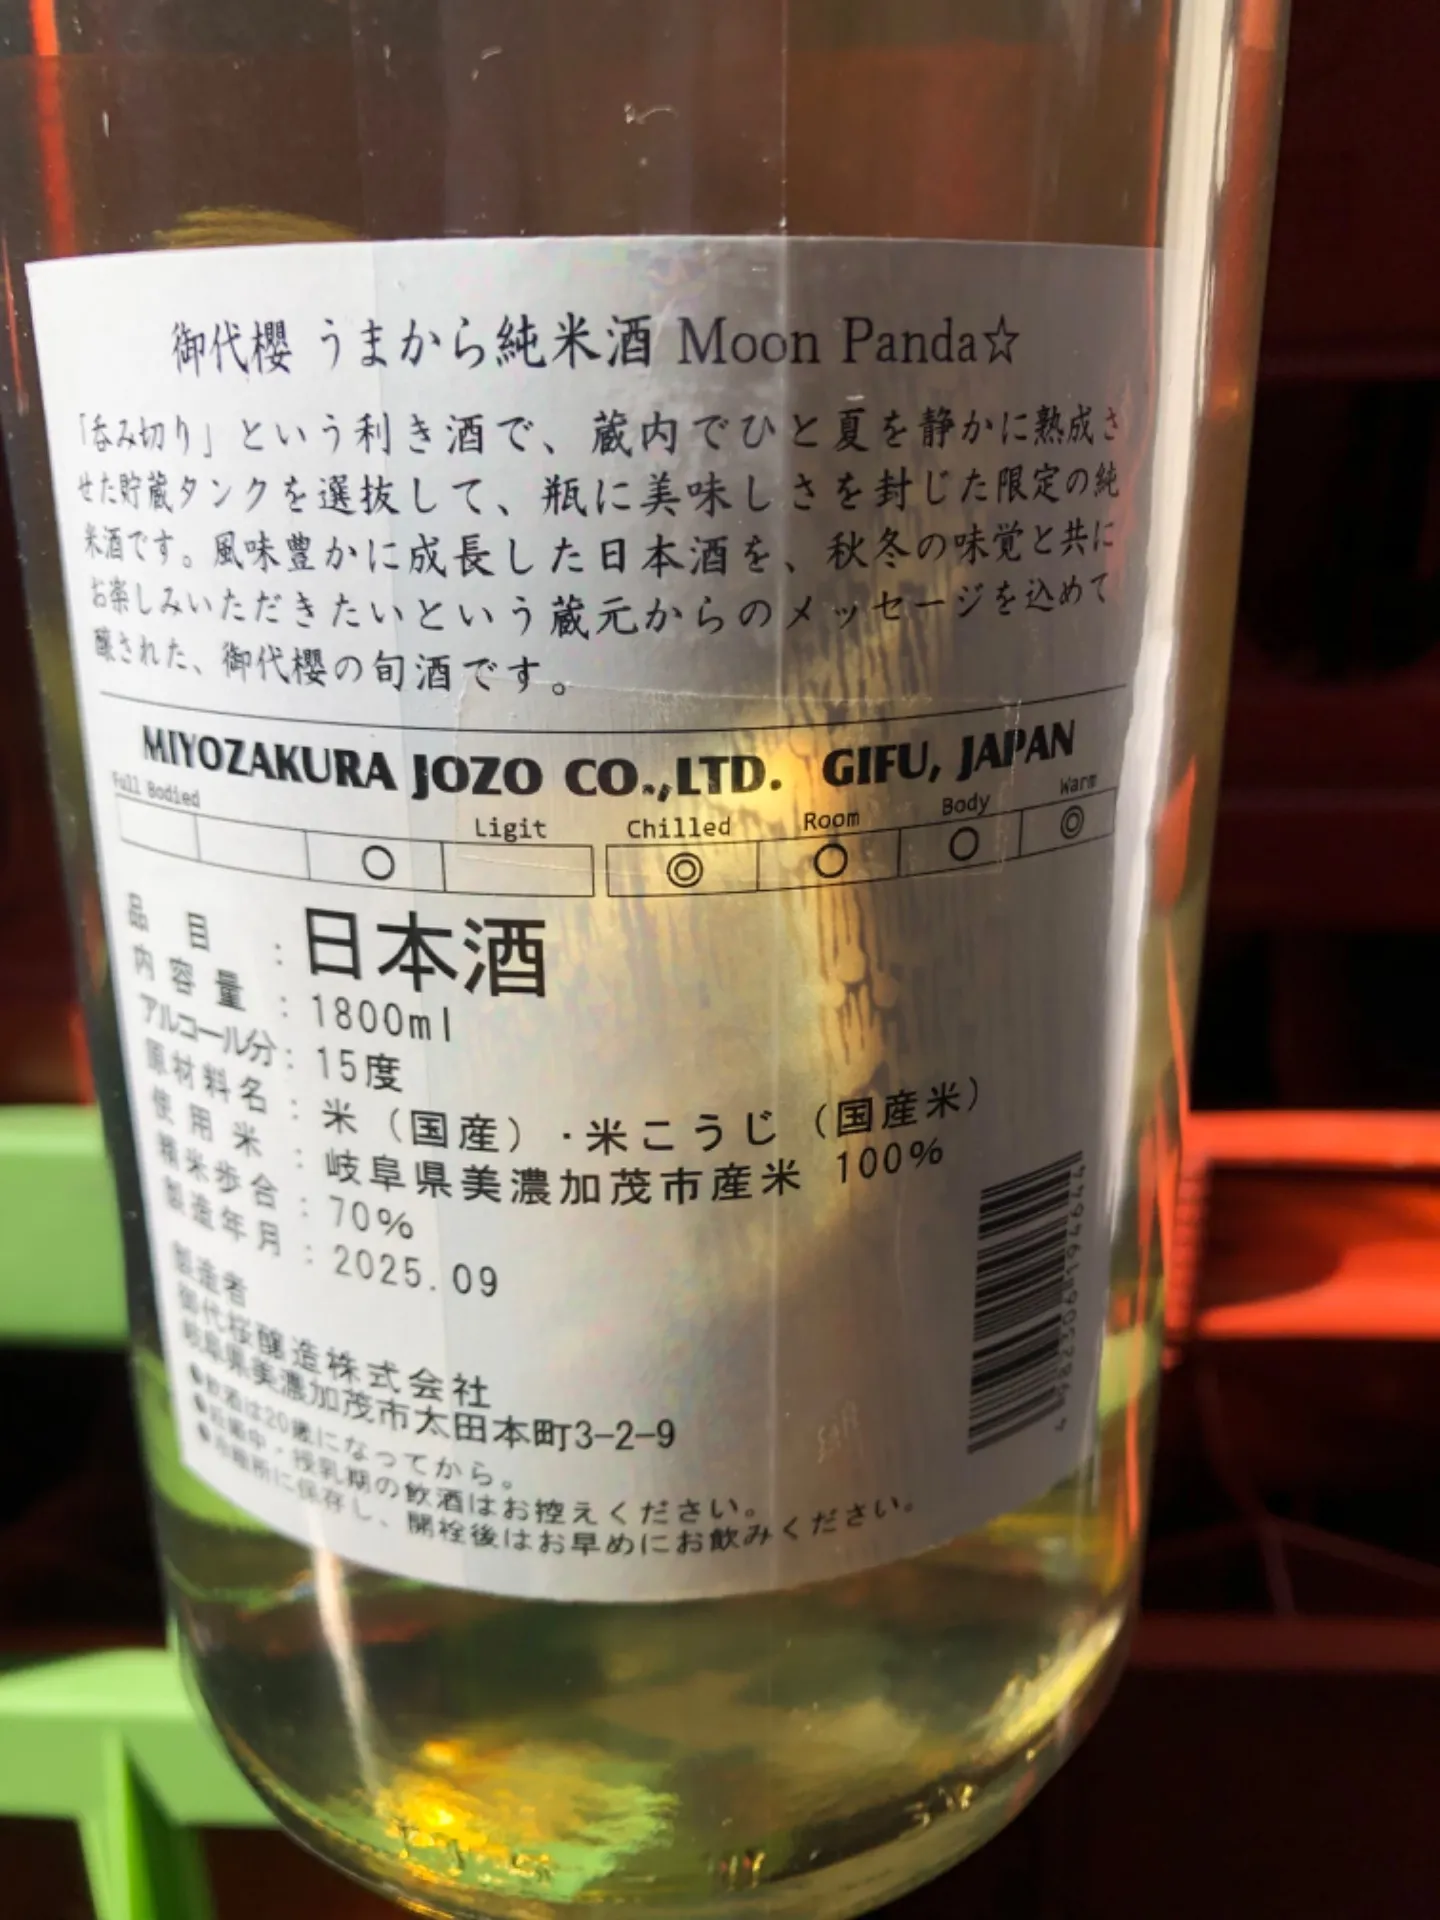 御代櫻 うまから純米酒 Moon Panda☆
「呑み切り」という利き酒で、蔵内でひと夏を静かに熟成さ
せた貯蔵タンクを選抜して、瓶に美味しさを封じた限定の純
米酒です。風味豊かに成長した日本酒を、秋冬の味覚と共に
お楽しみいただきたいという蔵元からのメッセージを込めて
醸された、御代櫻の旬酒です。
MIYOZAKURA JOZO CO.,LTD. GIFU, JAPAN
Full Bodied Ligit Chilled Room Body Warm
○ ◎ ○ ○ ◎
品目 : 日本酒
内容量 : 1800ml
アルコール分 : 15度
原材料名 : 米（国産）・米こうじ（国産米）
使用米 : 岐阜県美濃加茂市産米 100%
精米歩合 : 70%
製造年月 : 2025.09
製造者
御代桜醸造株式会社
岐阜県美濃加茂市太田本町3-2-9
●飲酒は20歳になってから。
●妊娠中・授乳期の飲酒はお控えください。
●冷暗所に保存し、開栓後はお早めにお飲みください。